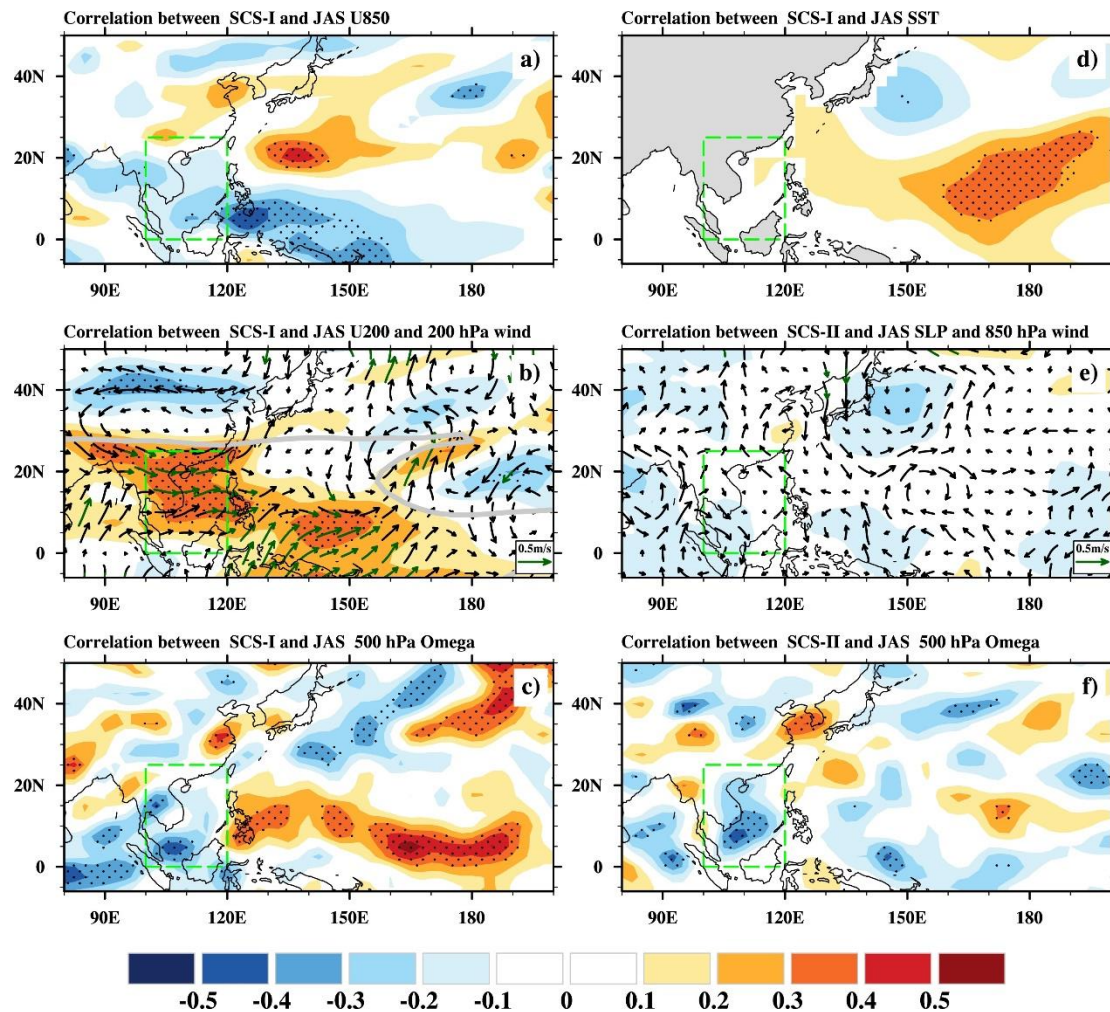 Correlation between SCS-I and JAS U850
a)
40N
20N
0
90E 120E 150E 180
Correlation between SCS-I and JAS SST
d)
40N
20N
0
90E 120E 150E 180
Correlation between SCS-I and JAS U200 and 200 hPa wind
b)
40N
20N
0
0.5m/s
90E 120E 150E 180
Correlation between SCS-II and JAS SLP and 850 hPa wind
e)
40N
20N
0
0.5m/s
90E 120E 150E 180
Correlation between SCS-I and JAS 500 hPa Omega
c)
40N
20N
0
90E 120E 150E 180
Correlation between SCS-II and JAS 500 hPa Omega
f)
40N
20N
0
90E 120E 150E 180
-0.5 -0.4 -0.3 -0.2 -0.1 0 0.1 0.2 0.3 0.4 0.5